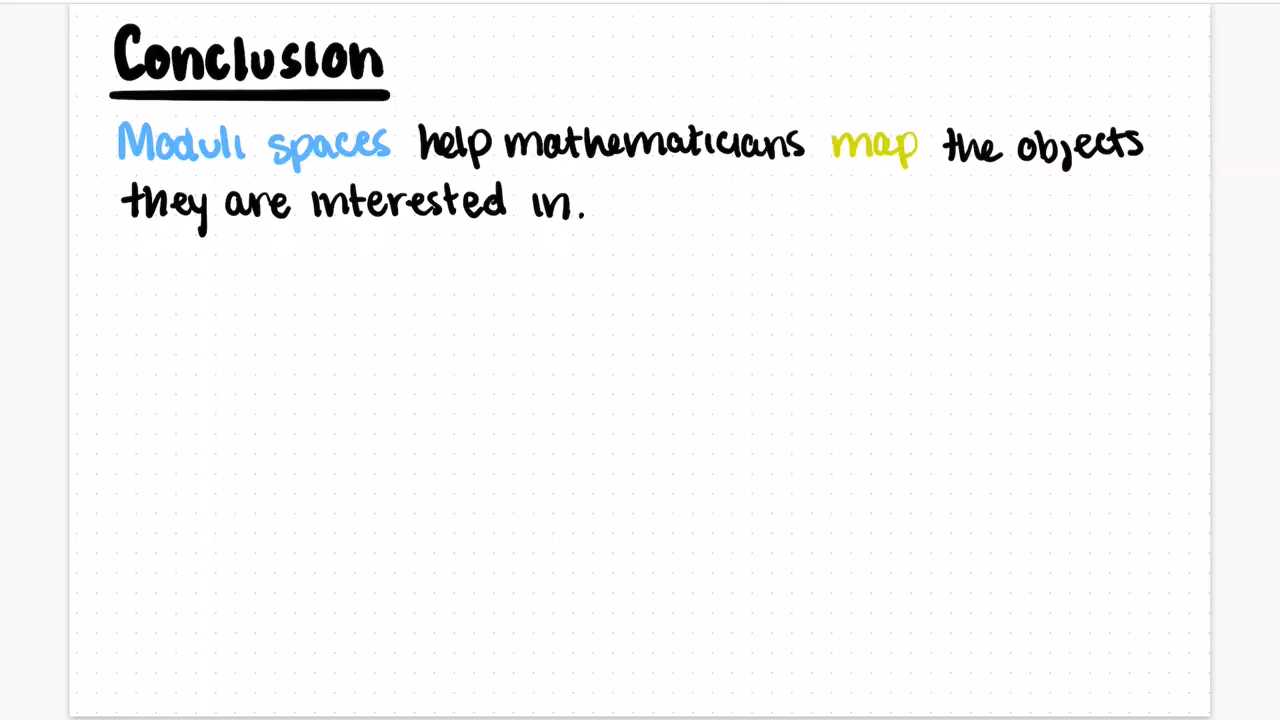 Conclusion
Moduli spaces help mathematicians map the objects
they are interested in.